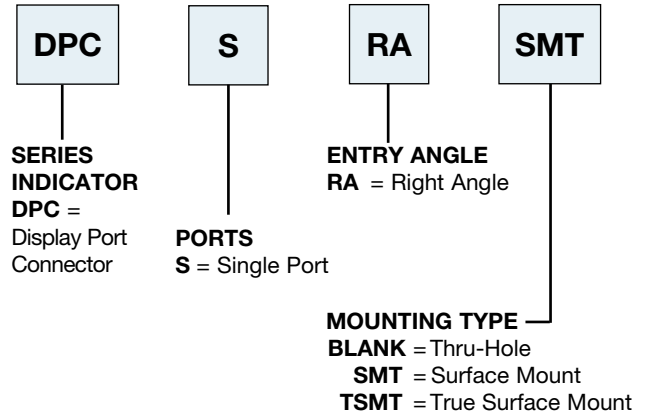 DPC
S
RA
SMT
SERIES
INDICATOR
DPC =
Display Port
Connector
PORTS
S = Single Port
ENTRY ANGLE
RA = Right Angle
MOUNTING TYPE
BLANK = Thru-Hole
SMT = Surface Mount
TSMT = True Surface Mount